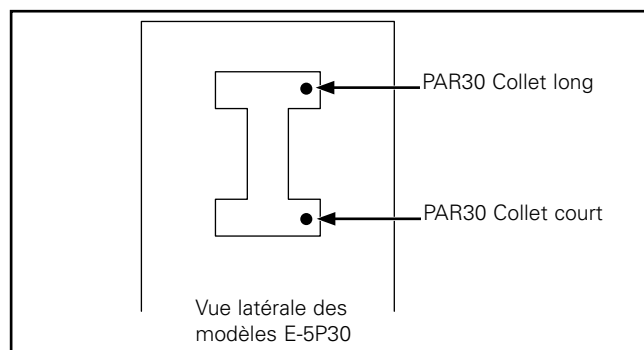 PAR30 Collet long
PAR30 Collet court
Vue latérale des
modèles E-5P30